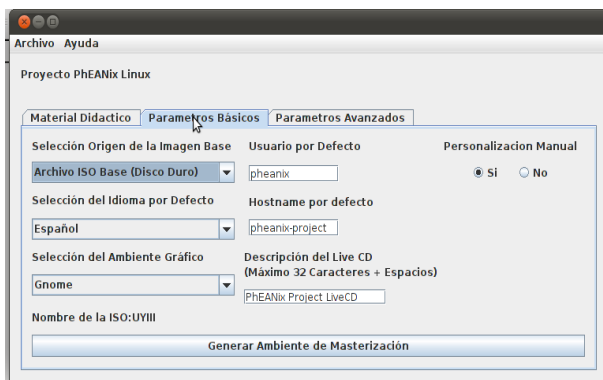 Archivo Ayuda
Proyecto PhEANix Linux
Material Didactico Parametros Básicos Parametros Avanzados
Selección Origen de la Imagen Base Usuario por Defecto Personalizacion Manual
Archivo ISO Base (Disco Duro) pheanix Si No
Selección del Idioma por Defecto Hostname por defecto
Español pheanix-project
Selección del Ambiente Gráfico Descripción del Live CD
(Máximo 32 Caracteres + Espacios)
Gnome PhEANix Project LiveCD
Nombre de la ISO:UYIII
Generar Ambiente de Masterización